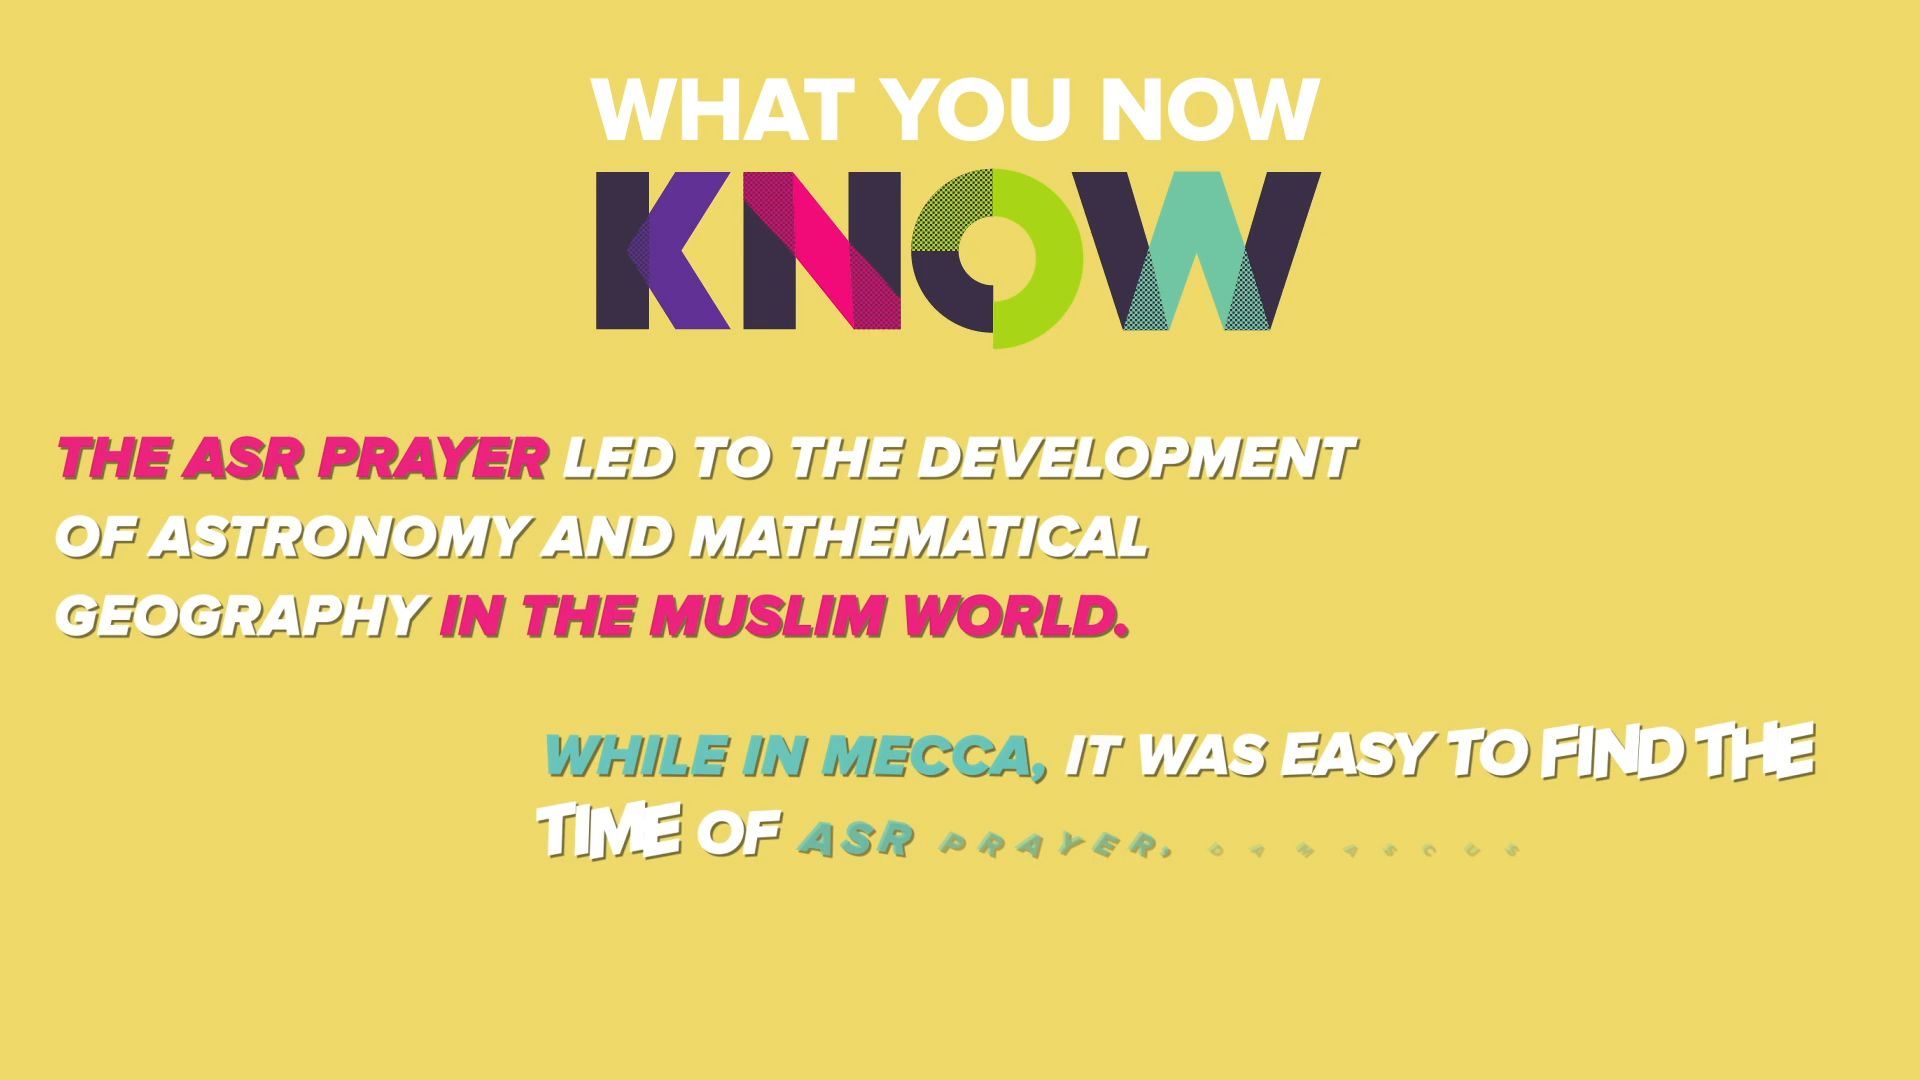 WHAT YOU NOW
KNOW
THE ASR PRAYER LED TO THE DEVELOPMENT
OF ASTRONOMY AND MATHEMATICAL
GEOGRAPHY IN THE MUSLIM WORLD.
WHILE IN MECCA, IT WAS EASY TO FIND THE
TIME OF ASR PRAYER. DAMASCUS